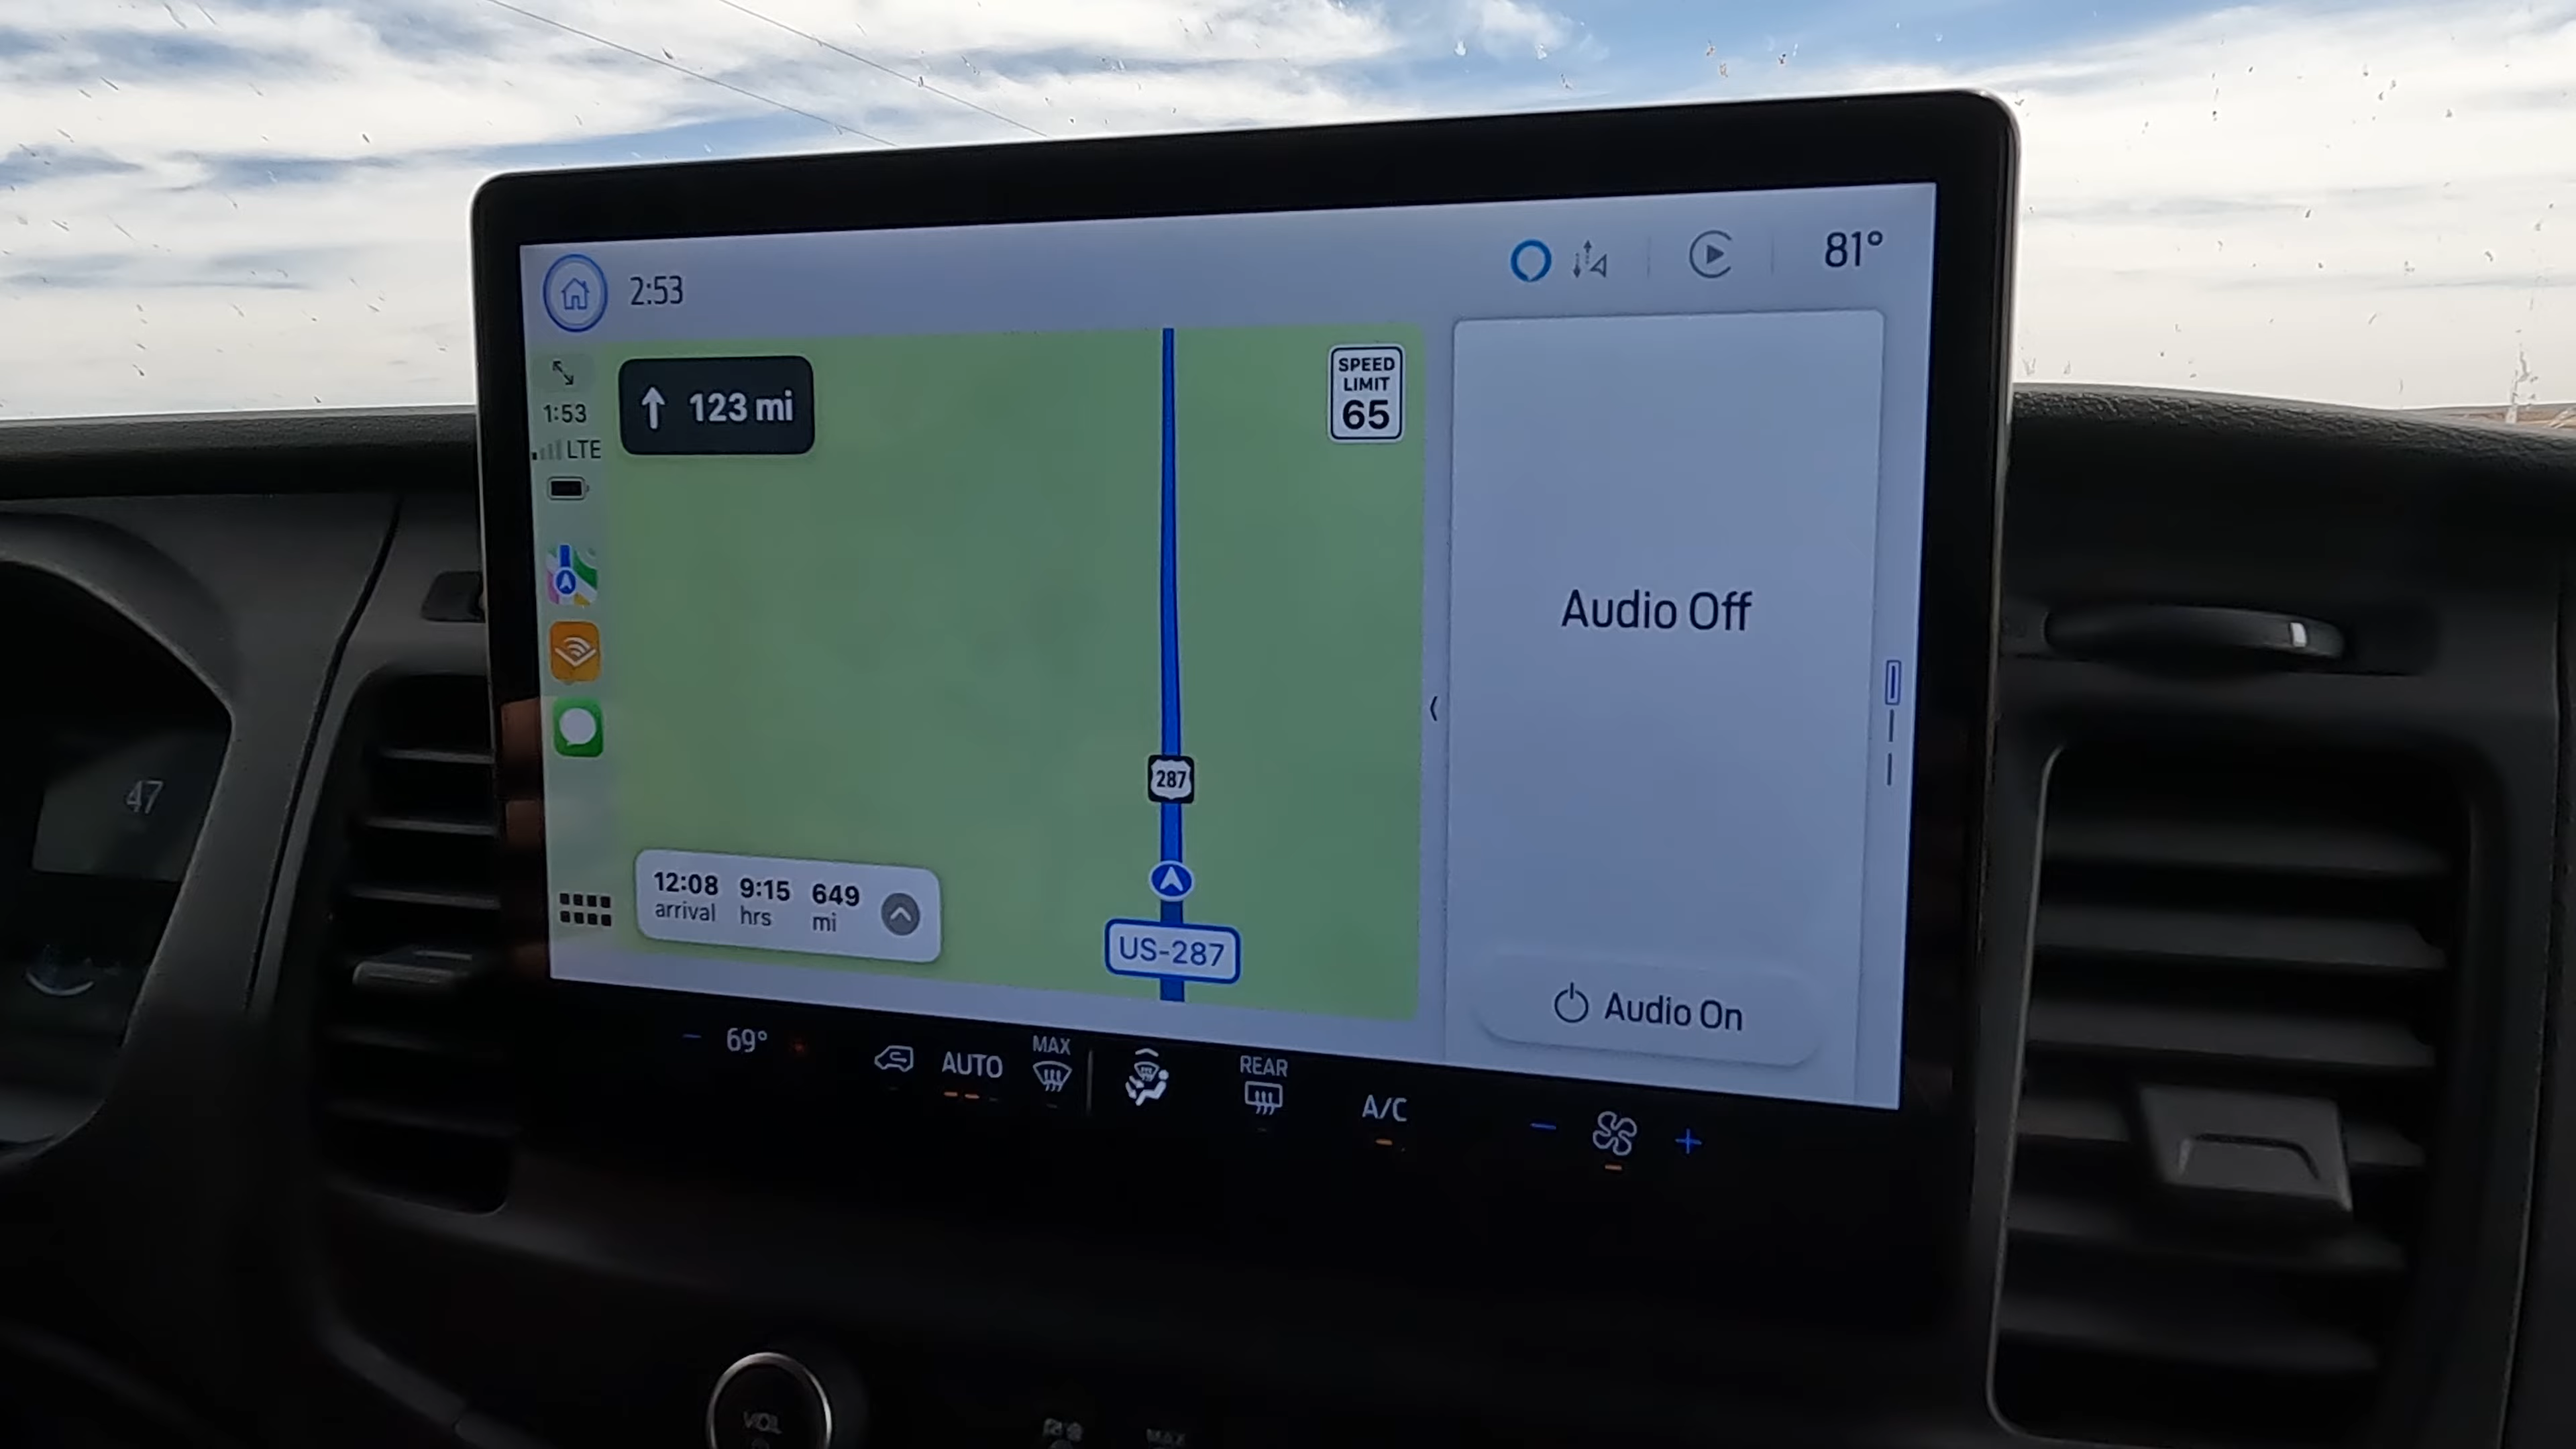 2:53
81°
1:53
LTE
123 mi
SPEED
LIMIT
65
Audio Off
287
47
12:08 9:15 649
arrival hrs mi
US-287
Audio On
69°
AUTO
MAX
REAR
A/C
VOL
MAX